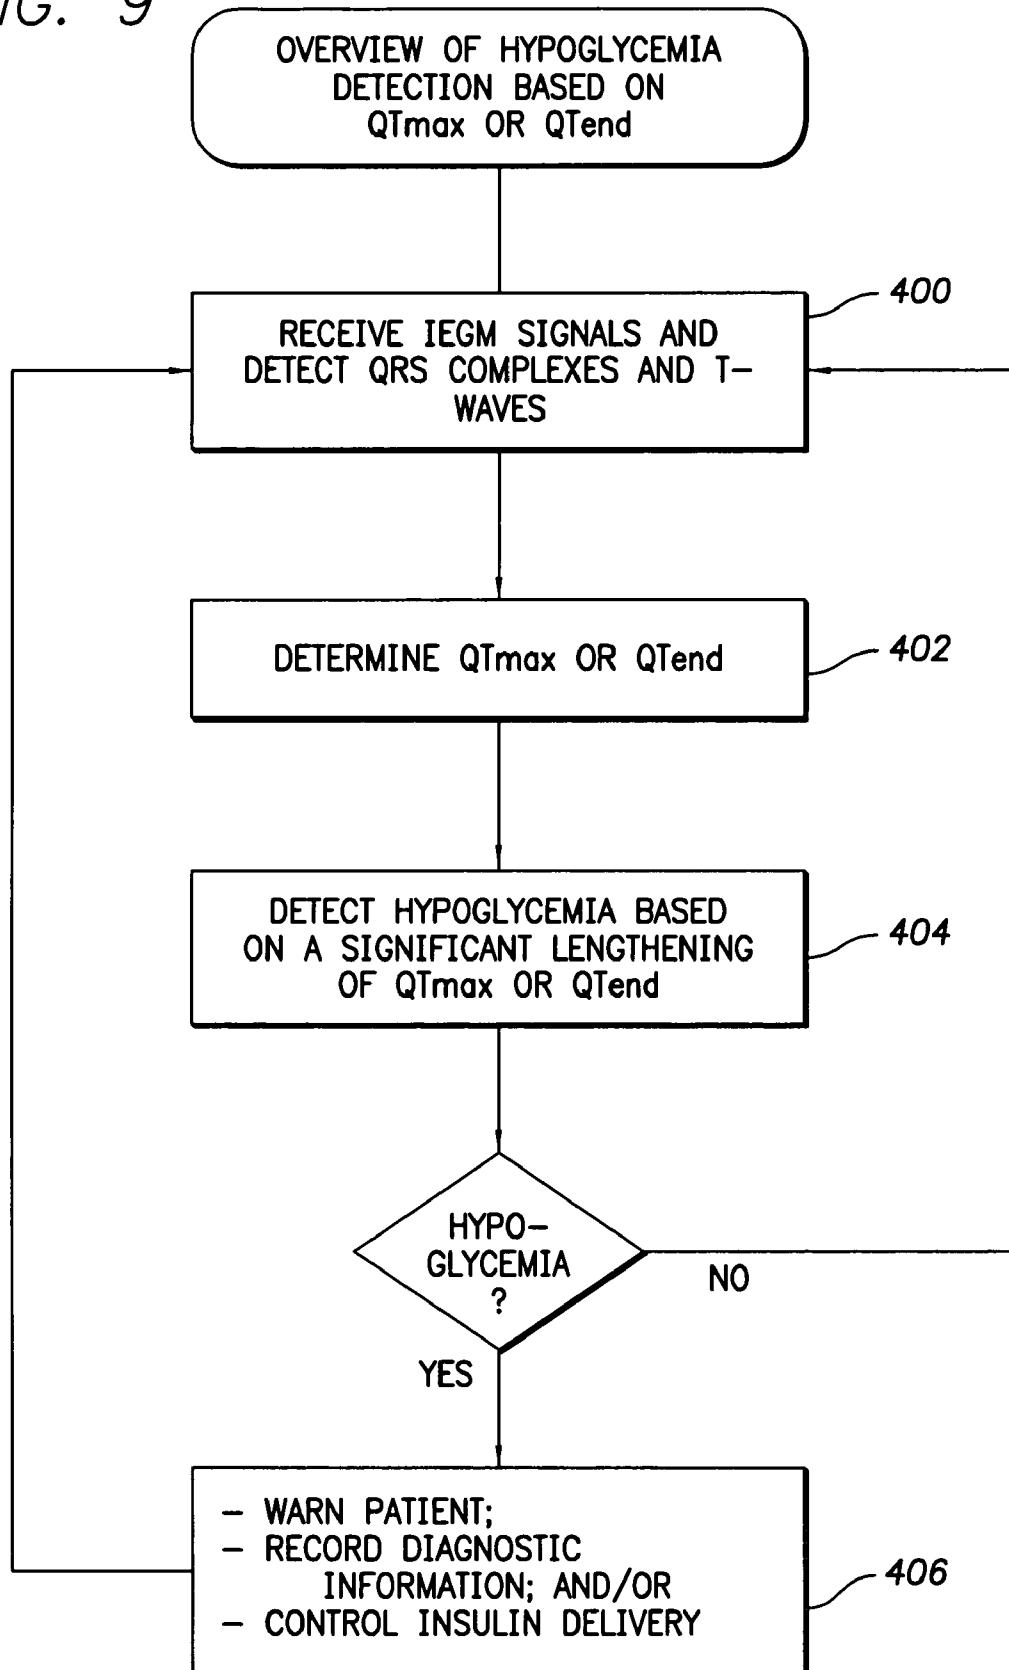 FIG. 9
OVERVIEW OF HYPOGLYCEMIA
DETECTION BASED ON
QTmax OR QTend
400
RECEIVE IEGM SIGNALS AND
DETECT QRS COMPLEXES AND T-
WAVES
402
DETERMINE QTmax OR QTend
404
DETECT HYPOGLYCEMIA BASED
ON A SIGNIFICANT LENGTHENING
OF QTmax OR QTend
HYPO-
GLYCEMIA
?
NO
YES
- WARN PATIENT;
- RECORD DIAGNOSTIC
INFORMATION; AND/OR
- CONTROL INSULIN DELIVERY
406